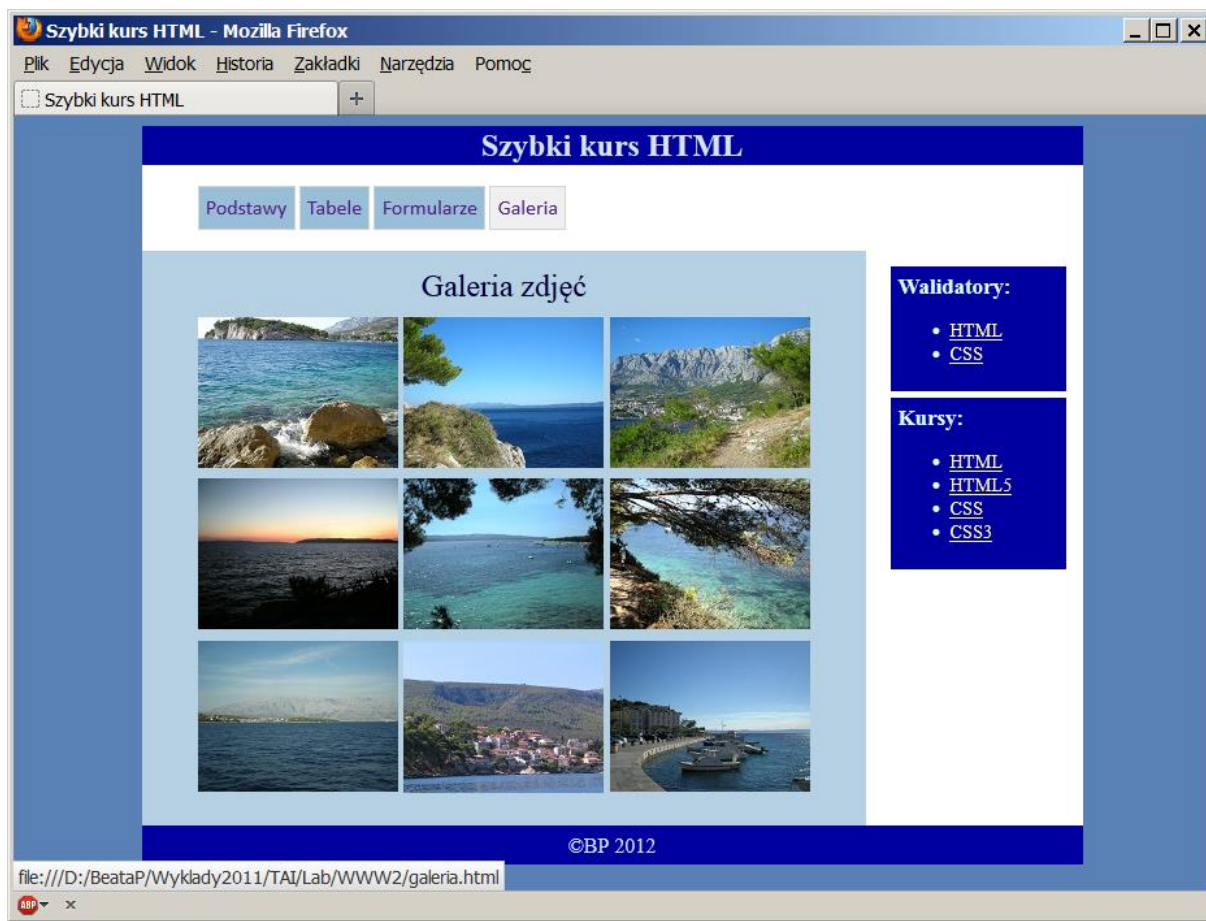 Szybki kurs HTML - Mozilla Firefox
Plik Edycja Widok Historia Zakładki Narzędzia Pomoc
Szybki kurs HTML +
Szybki kurs HTML
Podstawy Tabele Formularze Galeria
Galeria zdjęć
Walidatory:
• HTML
• CSS
Kursy:
• HTML
• HTML5
• CSS
• CSS3
©BP 2012
file:///D:/BeataP/Wyklady2011/TAI/Lab/WWW2/galeria.html
ABP